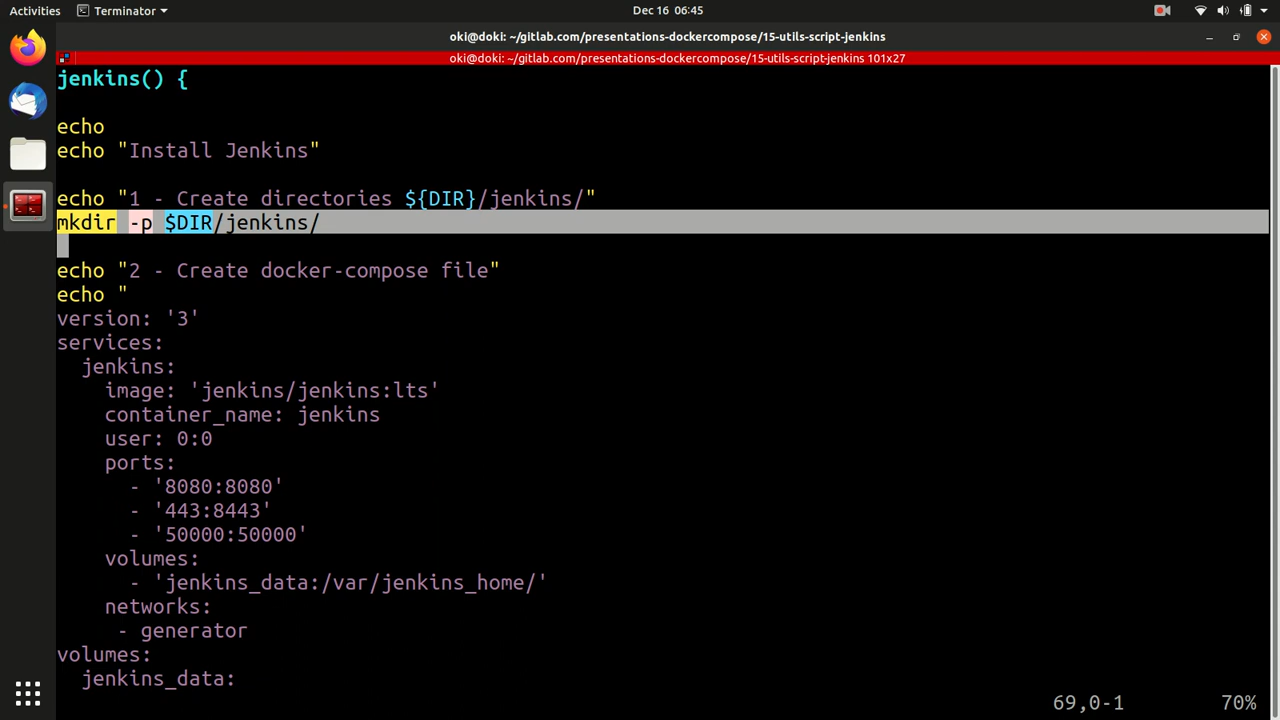 Activities Terminator Dec 16 06:45
oki@doki: ~/gitlab.com/presentations-dockercompose/15-utils-script-jenkins
oki@doki: ~/gitlab.com/presentations-dockercompose/15-utils-script-jenkins 101x27
jenkins() {
echo
echo "Install Jenkins"
echo "1 - Create directories ${DIR}/jenkins/"
mkdir -p $DIR/jenkins/
echo "2 - Create docker-compose file"
echo "
version: '3'
services:
  jenkins:
    image: 'jenkins/jenkins:lts'
    container_name: jenkins
    user: 0:0
    ports:
      - '8080:8080'
      - '443:8443'
      - '50000:50000'
    volumes:
      - 'jenkins_data:/var/jenkins_home/'
    networks:
     - generator
volumes:
  jenkins_data:
69,0-1 70%